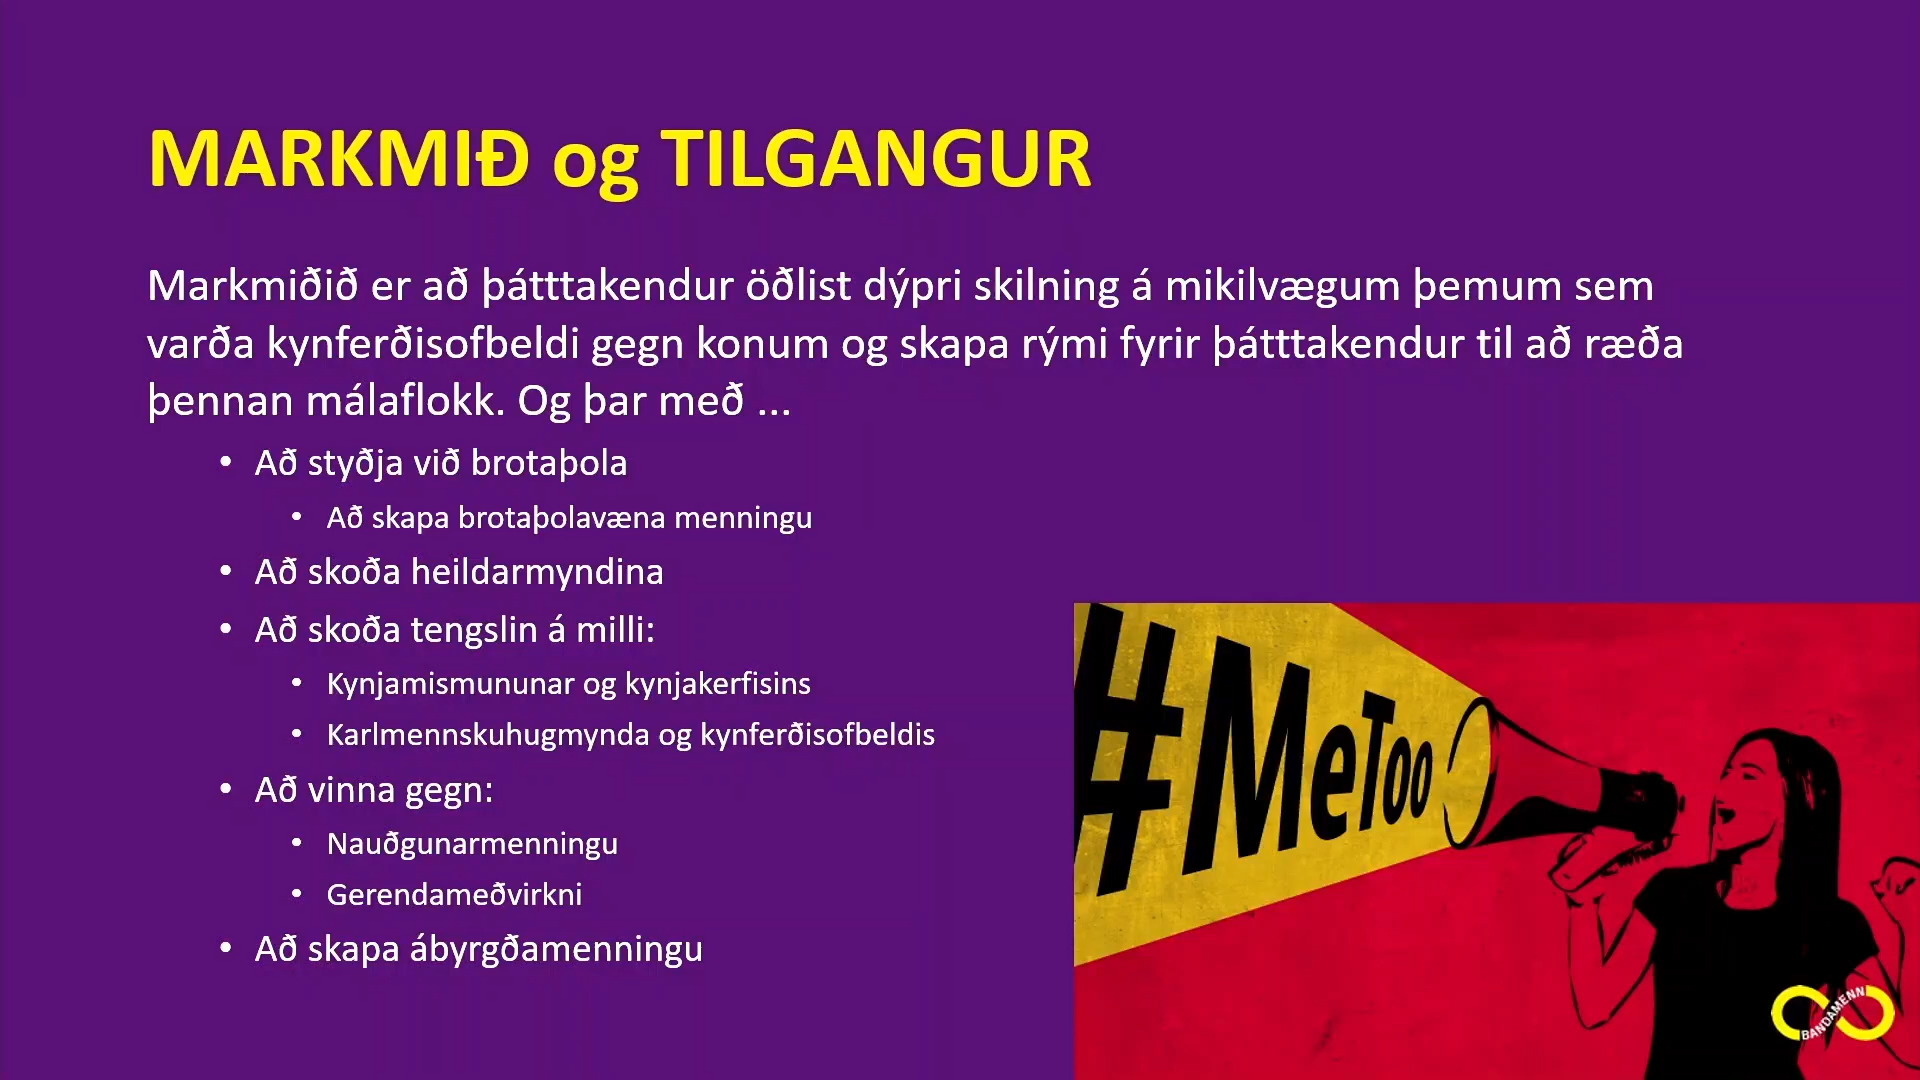 MARKMIÐ og TILGANGUR
Markmiðið er að þátttakendur öðlist dýpri skilning á mikilvægum þemum sem
varða kynferðisofbeldi gegn konum og skapa rými fyrir þátttakendur til að ræða
þennan málaflokk. Og þar með ...
• Að styðja við brotaþola
• Að skapa brotaþolavæna menningu
• Að skoða heildarmyndina
• Að skoða tengslin á milli:
• Kynjamismununar og kynjakerfisins
• Karlmennskuhugmynda og kynferðisofbeldis
• Að vinna gegn:
• Nauðgunarmenningu
• Gerendameðvirkni
• Að skapa ábyrgðamenningu
#MeToo
BANDAMENN